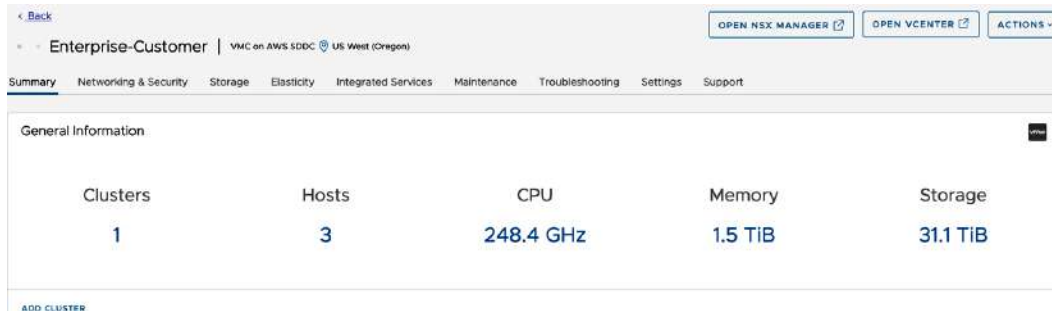 < Back
OPEN NSX MANAGER
OPEN VCENTER
ACTIONS
Enterprise-Customer | VMC on AWS SDDC US West (Oregon)
Summary Networking & Security Storage Elasticity Integrated Services Maintenance Troubleshooting Settings Support
General Information
Clusters Hosts CPU Memory Storage
1 3 248.4 GHz 1.5 TiB 31.1 TiB
ADD CLUSTER